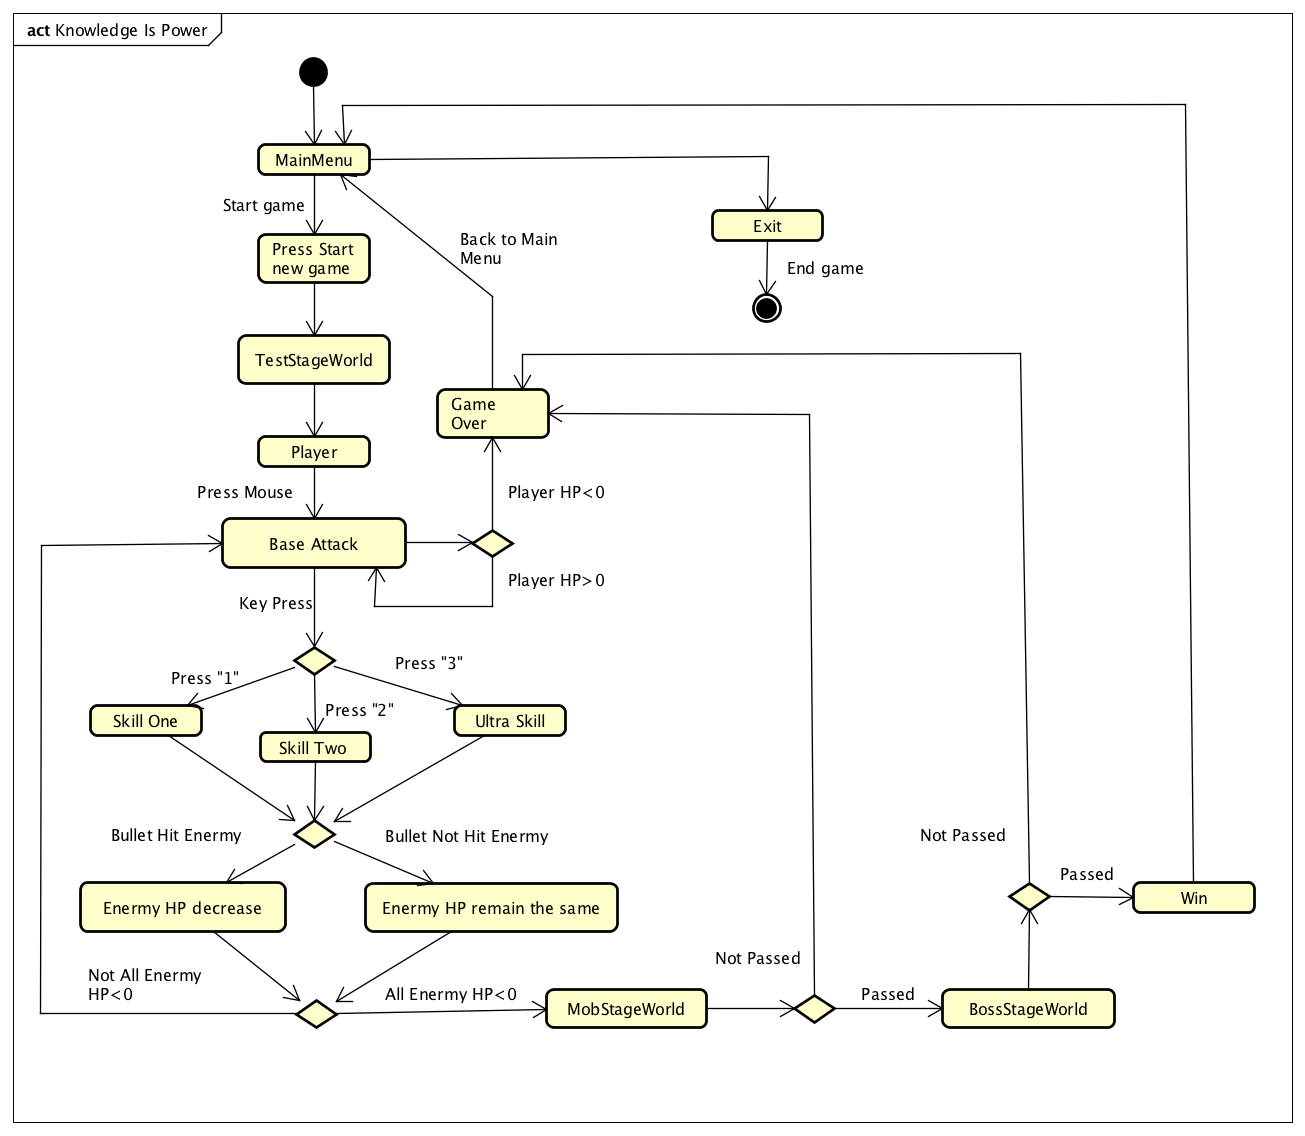 act Knowledge Is Power
MainMenu
Start game
Press Start
new game
Back to Main
Menu
Exit
End game
TestStageWorld
Game
Over
Player
Press Mouse
Player HP<0
Base Attack
Player HP>0
Key Press
Press "1"
Press "3"
Press "2"
Skill One
Skill Two
Ultra Skill
Bullet Hit Enermy
Bullet Not Hit Enermy
Enermy HP decrease
Enermy HP remain the same
Not All Enermy
HP<0
All Enermy HP<0
MobStageWorld
Not Passed
Passed
BossStageWorld
Not Passed
Passed
Win